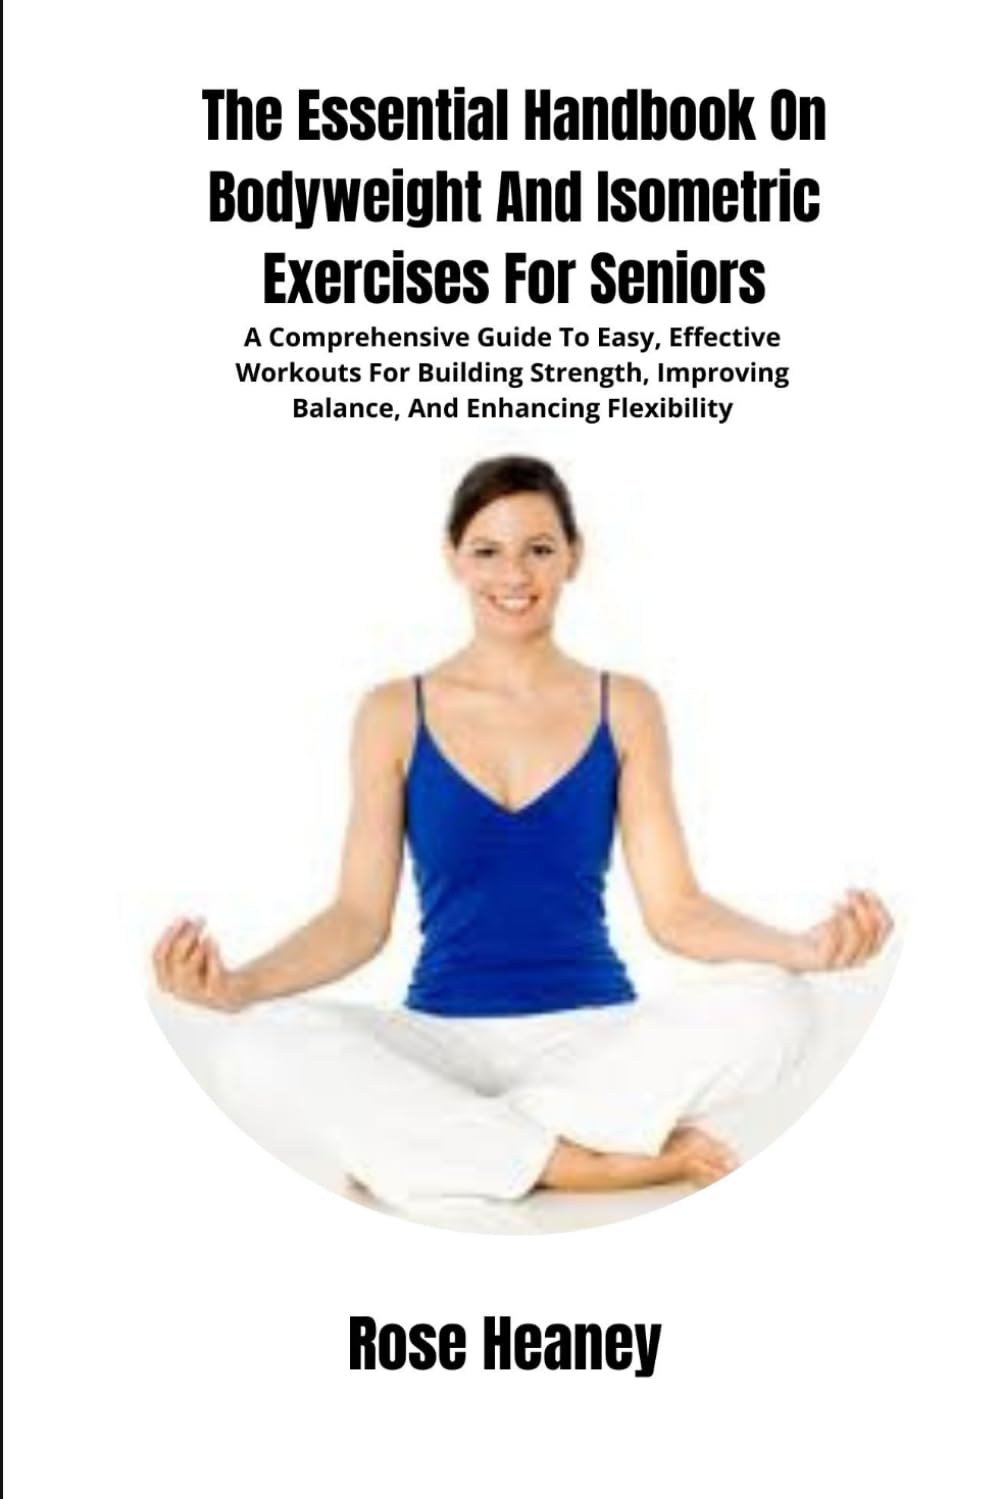 The Essential Handbook On
Bodyweight And Isometric
Exercises For Seniors
A Comprehensive Guide To Easy, Effective
Workouts For Building Strength, Improving
Balance, And Enhancing Flexibility
Rose Heaney